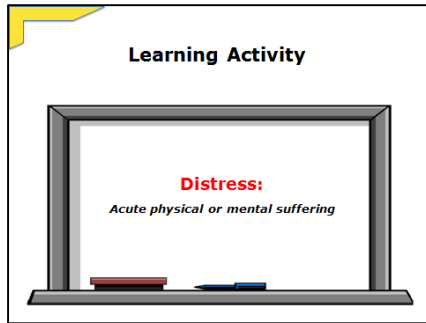 Learning Activity
Distress:
Acute physical or mental suffering